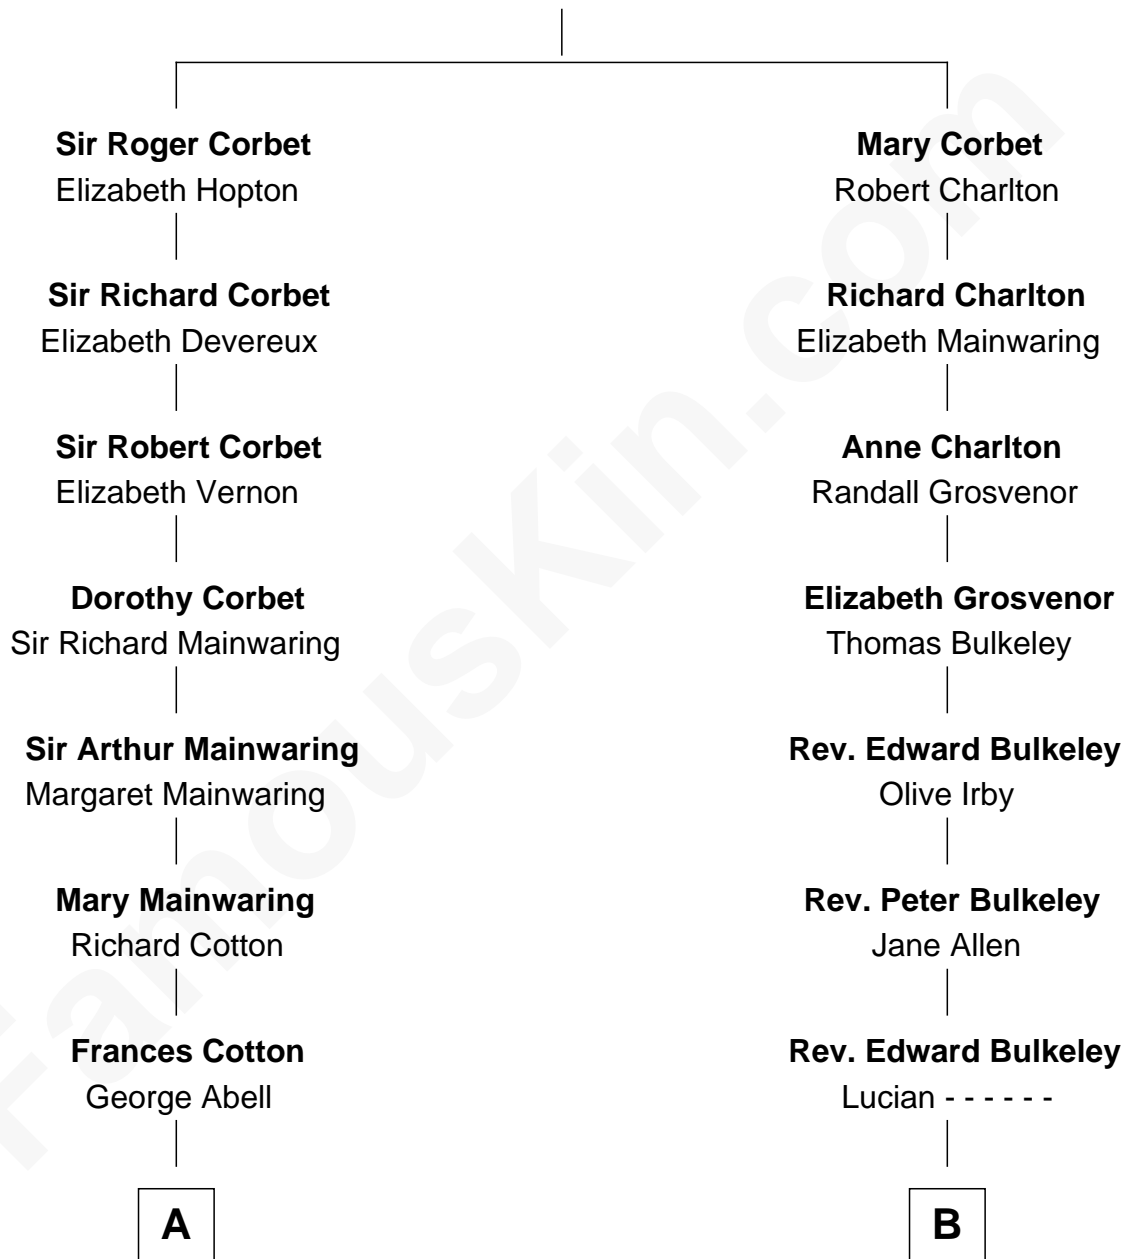 Sir Roger Corbet
Elizabeth Hopton
Mary Corbet
Robert Charlton
Sir Richard Corbet
Elizabeth Devereux
Richard Charlton
Elizabeth Mainwaring
Sir Robert Corbet
Elizabeth Vernon
Anne Charlton
Randall Grosvenor
Dorothy Corbet
Sir Richard Mainwaring
Elizabeth Grosvenor
Thomas Bulkeley
Sir Arthur Mainwaring
Margaret Mainwaring
Rev. Edward Bulkeley
Olive Irby
Mary Mainwaring
Richard Cotton
Rev. Peter Bulkeley
Jane Allen
Frances Cotton
George Abell
Rev. Edward Bulkeley
Lucian - - - - - -
A
B
FamousKin.com